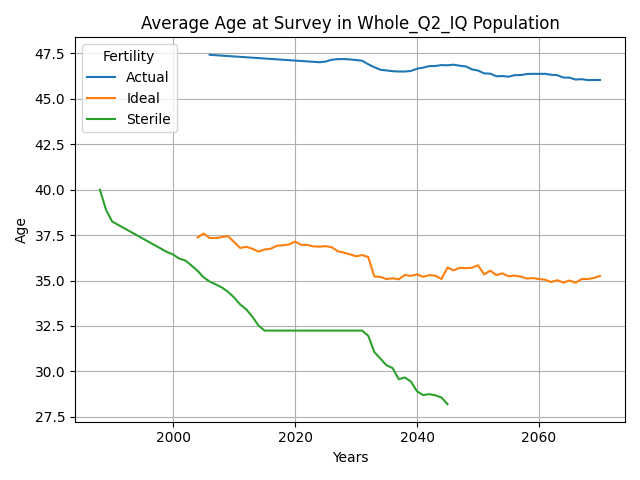 Average Age at Survey in Whole_Q2_IQ Population
Fertility
Actual
Ideal
Sterile
47.5
45.0
42.5
40.0
37.5
35.0
32.5
30.0
27.5
Age
2000
2020
2040
2060
Years